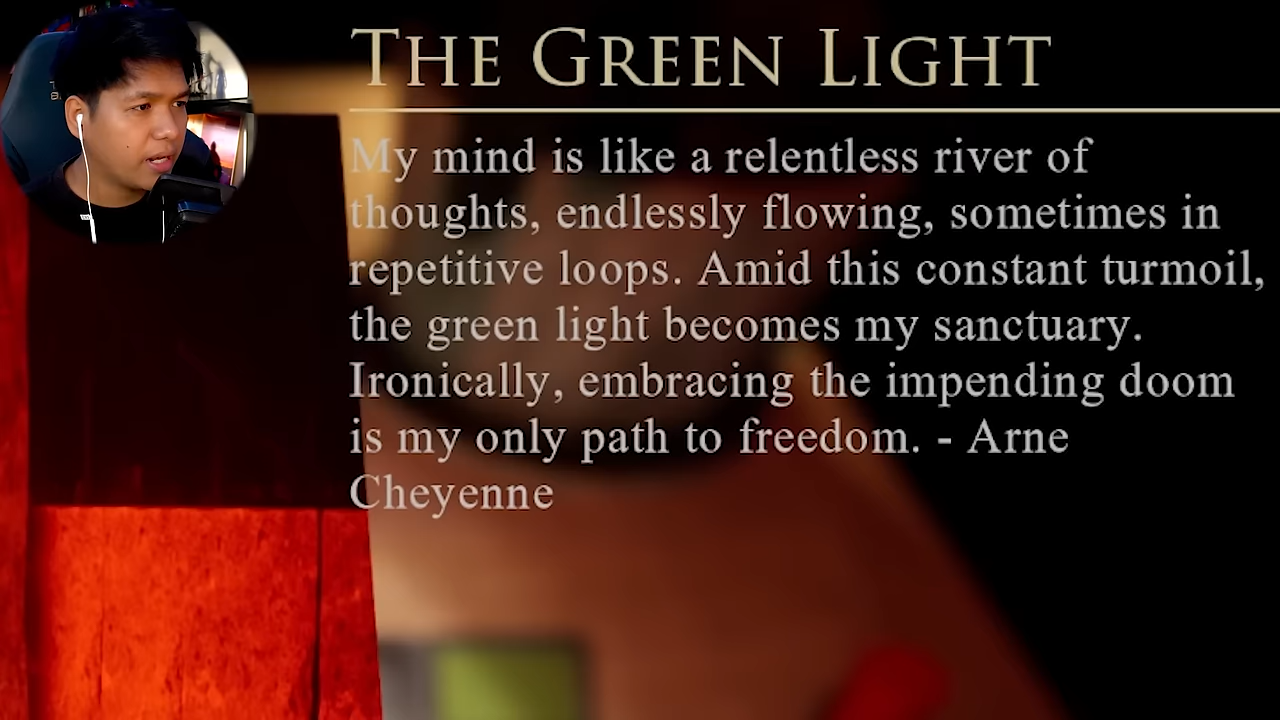 THE GREEN LIGHT
My mind is like a relentless river of
thoughts, endlessly flowing, sometimes in
repetitive loops. Amid this constant turmoil,
the green light becomes my sanctuary.
Ironically, embracing the impending doom
is my only path to freedom. - Arne
Cheyenne